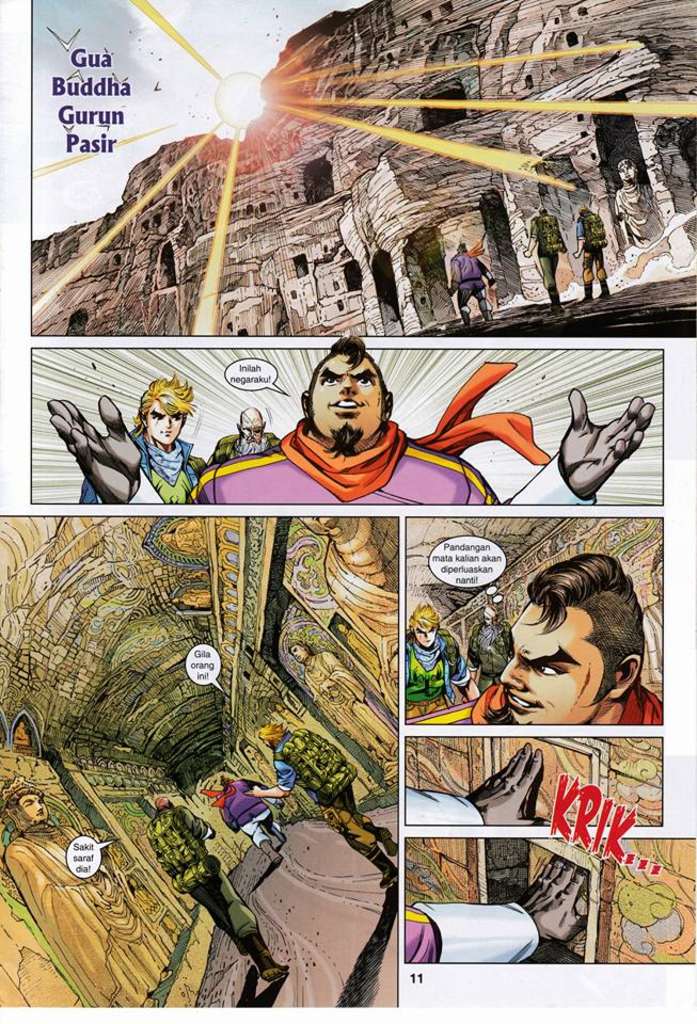 Gua
Buddha
Gurun
Pasir
Inilah
negaraku!
Gila
orang
ini!
Sakit
saraf
dia!
Pandangan
mata kalian akan
diperluaskan
nanti!
KRIK...
11